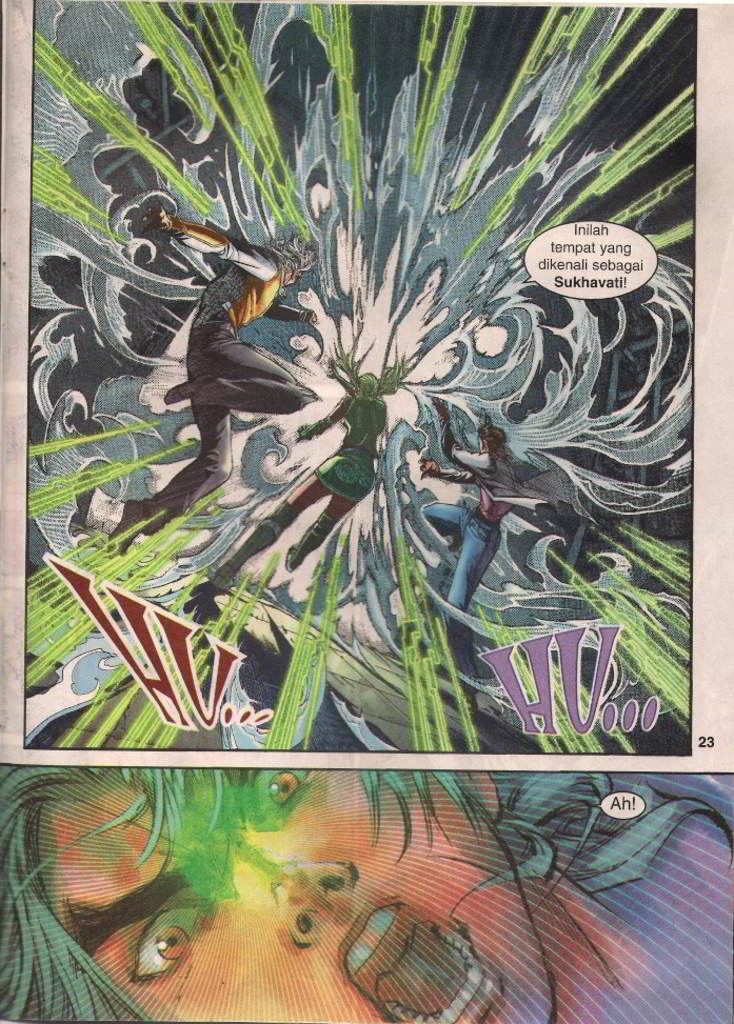 Inilah
tempat yang
dikenali sebagai
Sukhavati!
HU...
HU...
23
Ah!